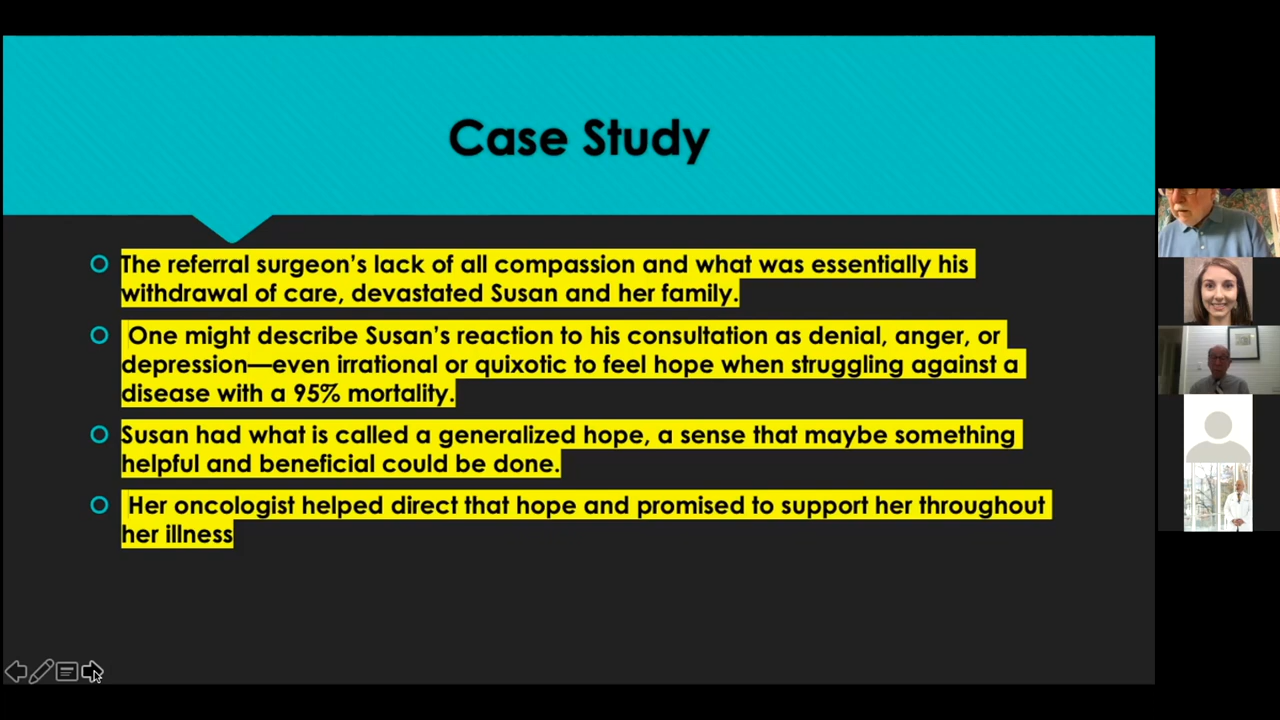 Case Study
The referral surgeon’s lack of all compassion and what was essentially his
withdrawal of care, devastated Susan and her family.
One might describe Susan’s reaction to his consultation as denial, anger, or
depression—even irrational or quixotic to feel hope when struggling against a
disease with a 95% mortality.
Susan had what is called a generalized hope, a sense that maybe something
helpful and beneficial could be done.
Her oncologist helped direct that hope and promised to support her throughout
her illness